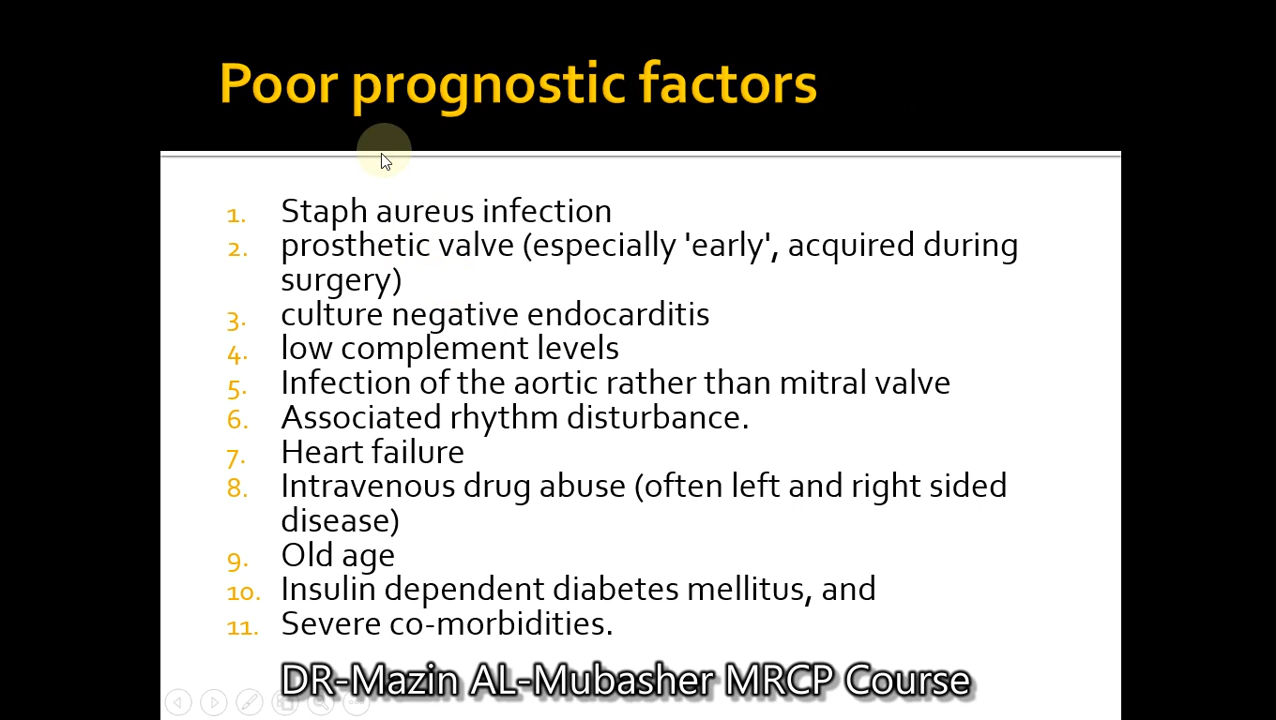 Poor prognostic factors
1. Staph aureus infection
2. prosthetic valve (especially 'early', acquired during
surgery)
3. culture negative endocarditis
4. low complement levels
5. Infection of the aortic rather than mitral valve
6. Associated rhythm disturbance.
7. Heart failure
8. Intravenous drug abuse (often left and right sided
disease)
9. Old age
10. Insulin dependent diabetes mellitus, and
11. Severe co-morbidities.
DR-Mazin AL-Mubasher MRCP Course